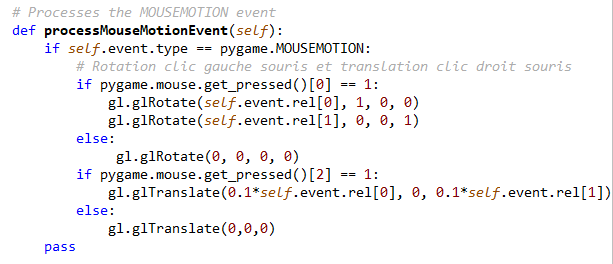 # Processes the MOUSEMOTION event
def processMouseMotionEvent(self):
    if self.event.type == pygame.MOUSEMOTION:
        # Rotation clic gauche souris et translation clic droit souris
        if pygame.mouse.get_pressed()[0] == 1:
            gl.glRotate(self.event.rel[0], 1, 0, 0)
            gl.glRotate(self.event.rel[1], 0, 0, 1)
        else:
             gl.glRotate(0, 0, 0, 0)
        if pygame.mouse.get_pressed()[2] == 1:
            gl.glTranslate(0.1*self.event.rel[0], 0, 0.1*self.event.rel[1])
        else:
            gl.glTranslate(0,0,0)
    pass